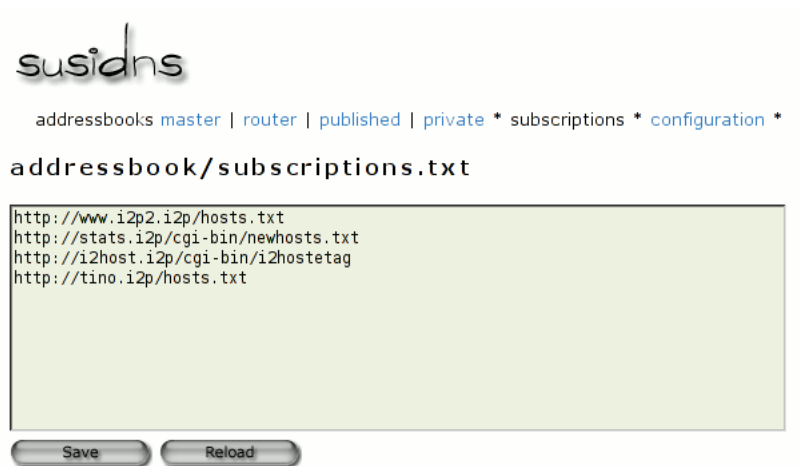 susidns
addressbooks master | router | published | private * subscriptions * configuration *
addressbook/subscriptions.txt
http://www.i2p2.i2p/hosts.txt
http://stats.i2p/cgi-bin/newhosts.txt
http://i2host.i2p/cgi-bin/i2hostetag
http://tino.i2p/hosts.txt
Save Reload